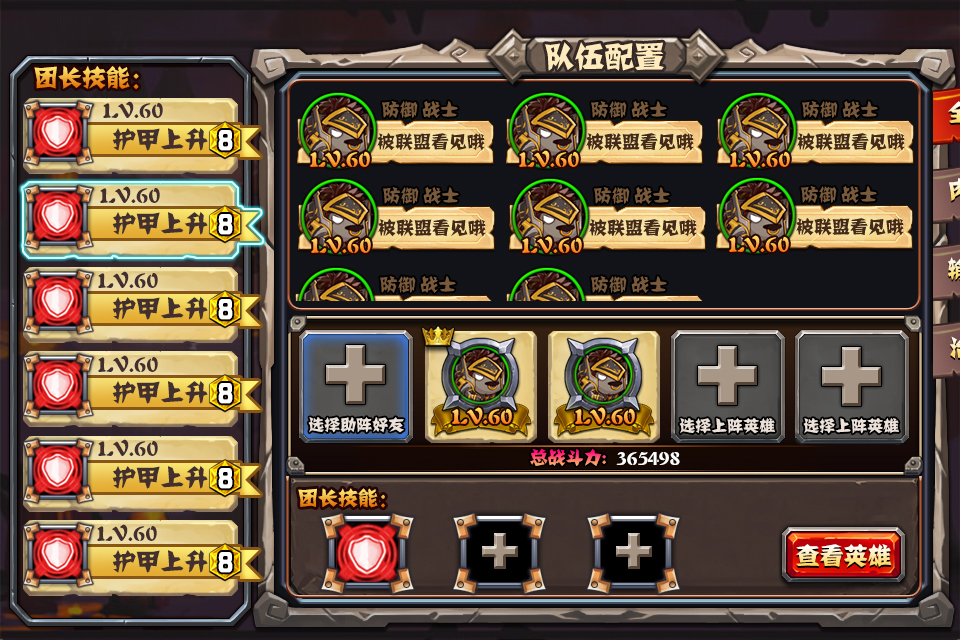 队伍配置
团长技能:
LV.60
护甲上升 8
LV.60
护甲上升 8
LV.60
护甲上升 8
LV.60
护甲上升 8
LV.60
护甲上升 8
LV.60
护甲上升 8
防御 战士
被联盟看见哦
LV.60
防御 战士
被联盟看见哦
LV.60
防御 战士
被联盟看见哦
LV.60
防御 战士
被联盟看见哦
LV.60
防御 战士
被联盟看见哦
LV.60
防御 战士
被联盟看见哦
LV.60
防御 战士
防御 战士
选择助阵好友
LV.60
LV.60
选择上阵英雄
选择上阵英雄
总战斗力: 365498
团长技能:
查看英雄